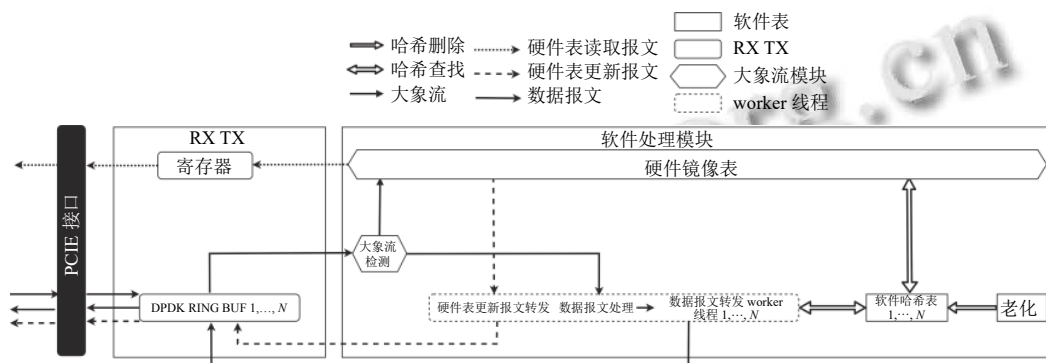 哈希删除
硬件表读取报文
软件表
哈希查找
硬件表更新报文
RX TX
大象流
数据报文
大象流模块
worker 线程
org.cn
RX TX
软件处理模块
寄存器
硬件镜像表
PCIE 接口
大象流
检测
DPDK RING BUF 1,…, N
硬件表更新报文转发
数据报文处理
数据报文转发 worker
线程 1,…, N
软件哈希表
1,…, N
老化